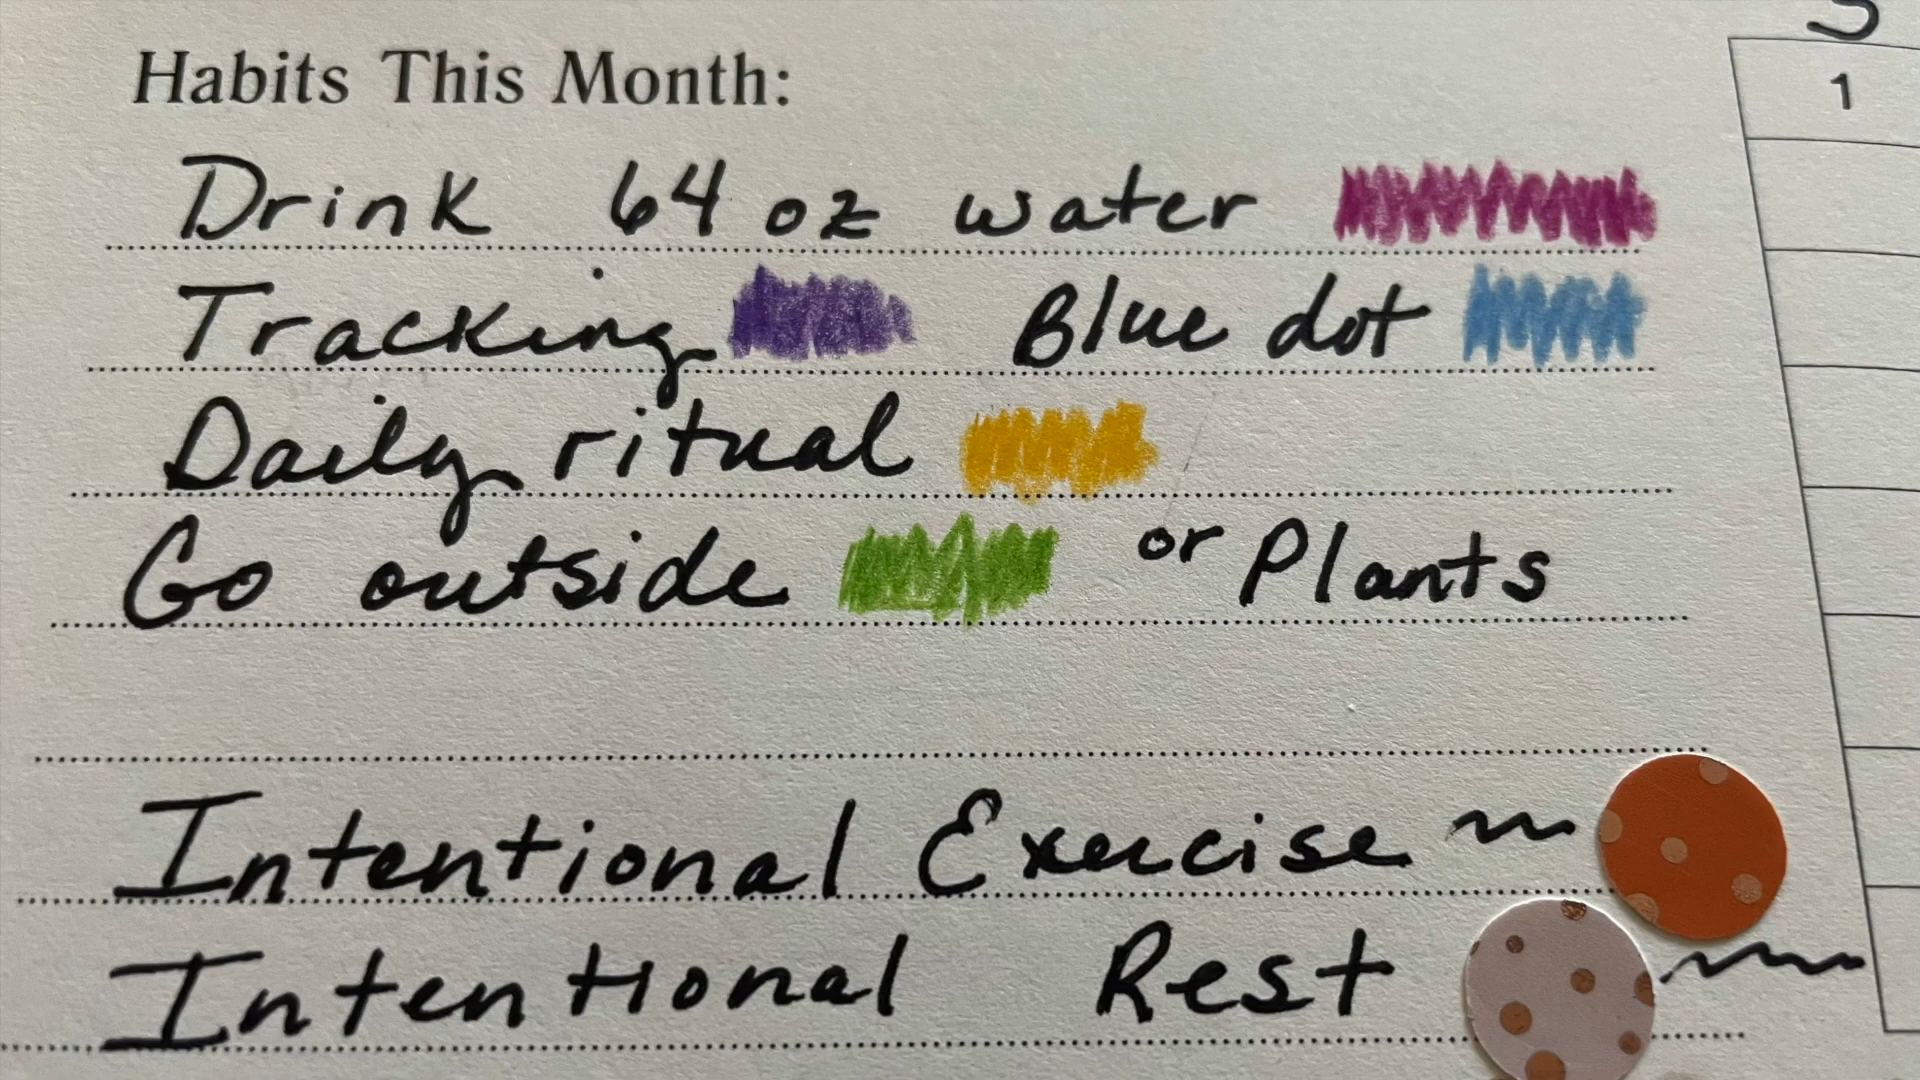 Habits This Month:
Drink 64 oz water
Tracking Blue dot
Daily ritual
Go outside or Plants
Intentional Exercise
Intentional Rest
S
1